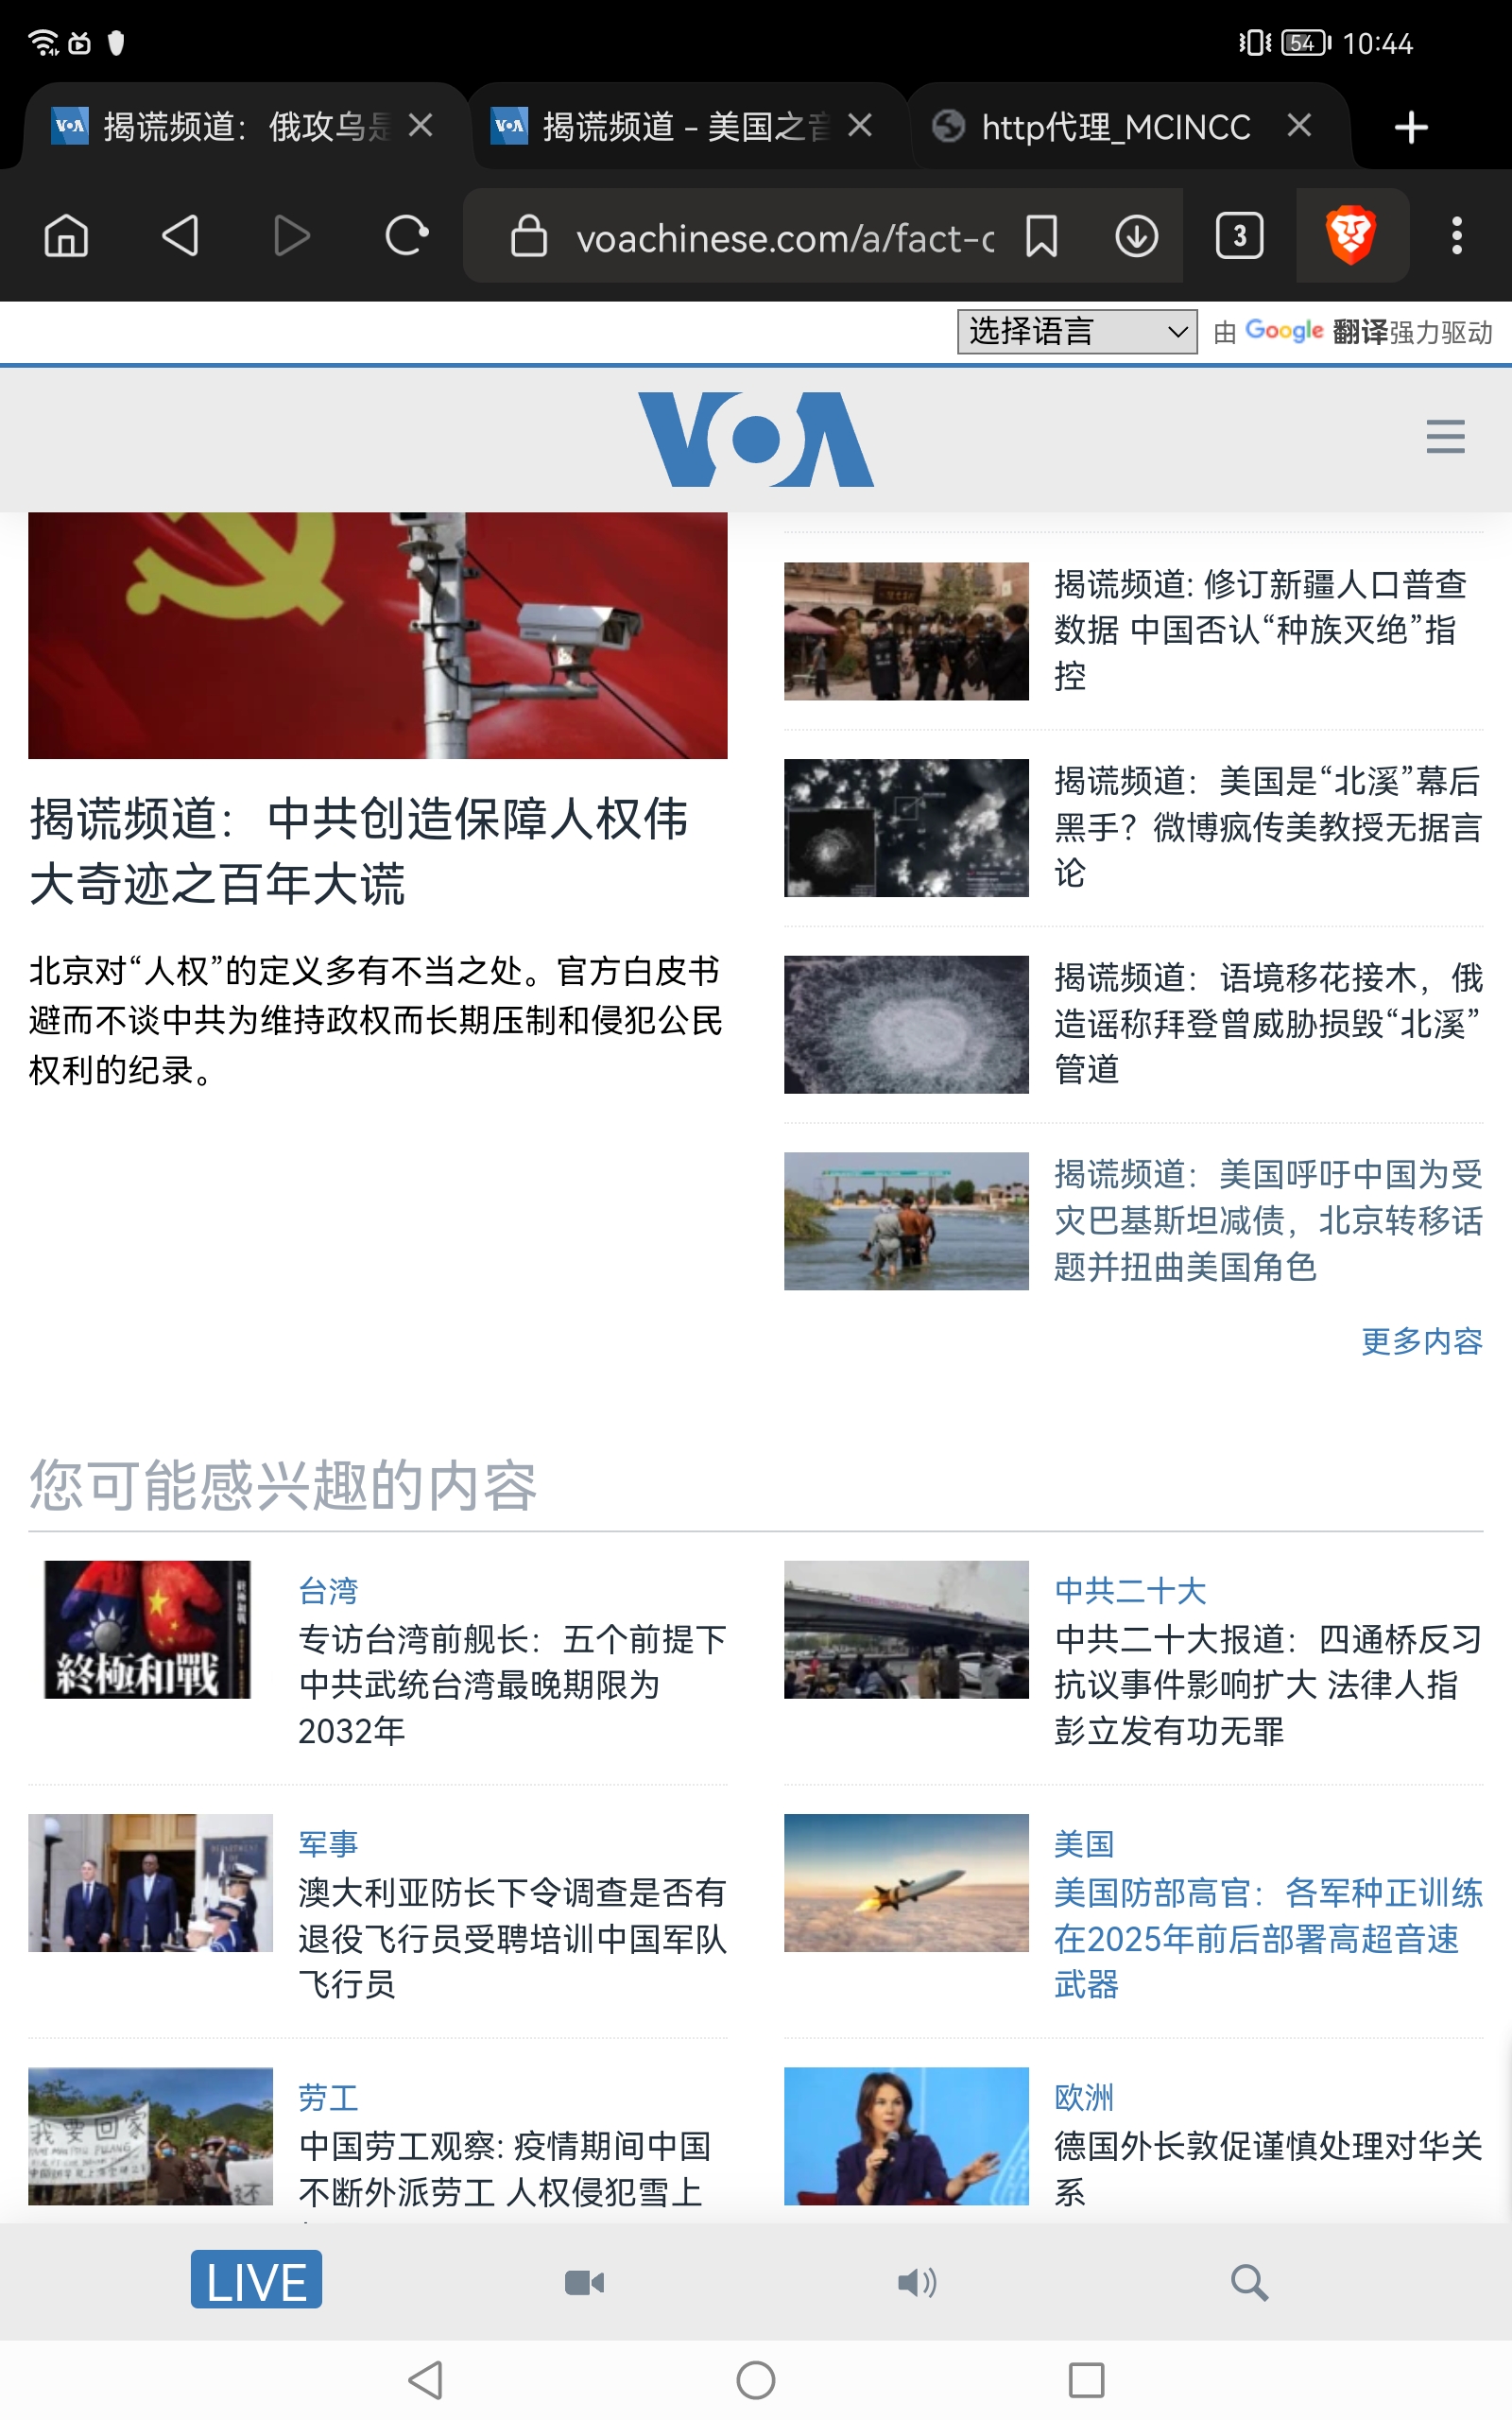 54 10:44
揭谎频道： 俄攻乌是
揭谎频道 - 美国之音
http代理_MCINCC
voachinese.com/a/fact-c
3
选择语言
由 Google 翻译强力驱动
VOA
揭谎频道：中共创造保障人权伟
大奇迹之百年大谎
北京对“人权”的定义多有不当之处。官方白皮书
避而不谈中共为维持政权而长期压制和侵犯公民
权利的纪录。
揭谎频道: 修订新疆人口普查
数据 中国否认“种族灭绝”指
控
揭谎频道：美国是“北溪”幕后
黑手？微博疯传美教授无据言
论
揭谎频道：语境移花接木，俄
造谣称拜登曾威胁损毁“北溪”
管道
揭谎频道：美国呼吁中国为受
灾巴基斯坦减债，北京转移话
题并扭曲美国角色
更多内容
您可能感兴趣的内容
終極和戰
台湾
专访台湾前舰长：五个前提下
中共武统台湾最晚期限为
2032年
中共二十大
中共二十大报道：四通桥反习
抗议事件影响扩大 法律人指
彭立发有功无罪
军事
澳大利亚防长下令调查是否有
退役飞行员受聘培训中国军队
飞行员
美国
美国防部高官：各军种正训练
在2025年前后部署高超音速
武器
我要回家
还
劳工
中国劳工观察: 疫情期间中国
不断外派劳工 人权侵犯雪上
欧洲
德国外长敦促谨慎处理对华关
系
LIVE